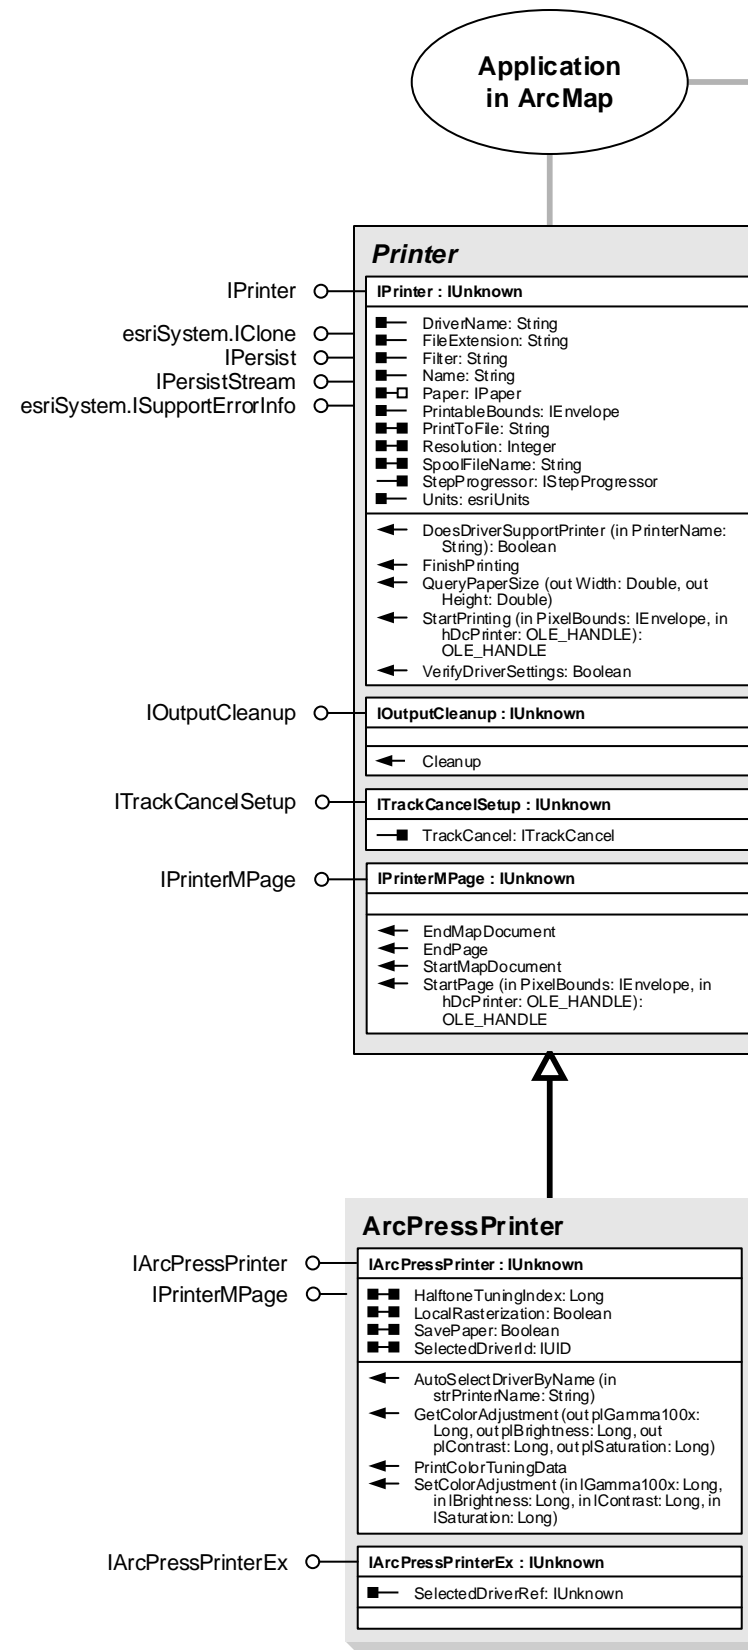 Application
in ArcMap
Printer
IPrinter
IPrinter : IUnknown
esriSystem.IClone
IPersist
IPersistStream
esriSystem.ISupportErrorInfo
DriverName: String
FileExtension: String
Filter: String
Name: String
Paper: IPaper
PrintableBounds: IEnvelope
PrintToFile: String
Resolution: Integer
SpoolFileName: String
StepProgressor: IStepProgressor
Units: esriUnits
DoesDriverSupportPrinter (in PrinterName:
String): Boolean
FinishPrinting
QueryPaperSize (out Width: Double, out
Height: Double)
StartPrinting (in PixelBounds: IEnvelope, in
hDcPrinter: OLE_HANDLE):
OLE_HANDLE
VerifyDriverSettings: Boolean
IOutputCleanup
IOutputCleanup : IUnknown
Cleanup
ITrackCancelSetup
ITrackCancelSetup : IUnknown
TrackCancel: ITrackCancel
IPrinterMPage
IPrinterMPage : IUnknown
EndMapDocument
EndPage
StartMapDocument
StartPage (in PixelBounds: IEnvelope, in
hDcPrinter: OLE_HANDLE):
OLE_HANDLE
ArcPressPrinter
IArcPressPrinter
IArcPressPrinter : IUnknown
IPrinterMPage
HalftoneTuningIndex: Long
LocalRasterization: Boolean
SavePaper: Boolean
SelectedDriverId: IUID
AutoSelectDriverByName (in
strPrinterName: String)
GetColorAdjustment (out plGamma100x:
Long, out plBrightness: Long, out
plContrast: Long, out plSaturation: Long)
PrintColorTuningData
SetColorAdjustment (in lGamma100x: Long,
in lBrightness: Long, in lContrast: Long, in
lSaturation: Long)
IArcPressPrinterEx
IArcPressPrinterEx : IUnknown
SelectedDriverRef: IUnknown